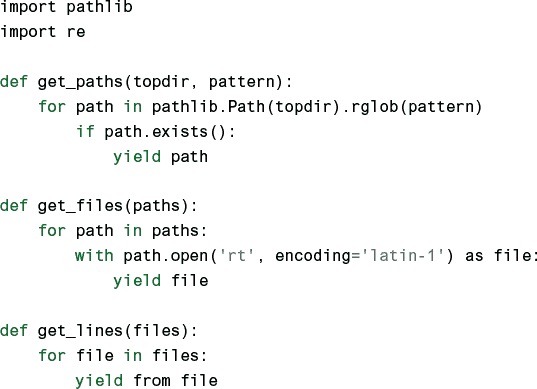 import pathlib
import re

def get_paths(topdir, pattern):
    for path in pathlib.Path(topdir).rglob(pattern)
        if path.exists():
            yield path

def get_files(paths):
    for path in paths:
        with path.open('rt', encoding='latin-1') as file:
            yield file

def get_lines(files):
    for file in files:
        yield from file